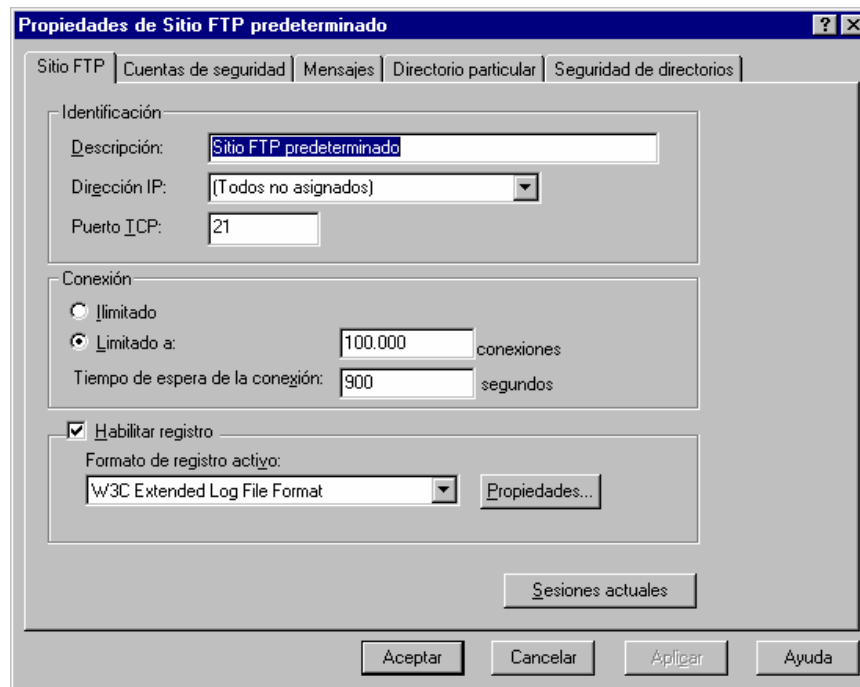 Propiedades de Sitio FTP predeterminado
Sitio FTP Cuentas de seguridad Mensajes Directorio particular Seguridad de directorios
Identificación
Descripción: Sitio FTP predeterminado
Dirección IP: (Todos no asignados)
Puerto TCP: 21
Conexión
Ilimitado
Limitado a: 100.000 conexiones
Tiempo de espera de la conexión: 900 segundos
Habilitar registro
Formato de registro activo:
W3C Extended Log File Format Propiedades...
Sesiones actuales
Aceptar Cancelar Aplicar Ayuda